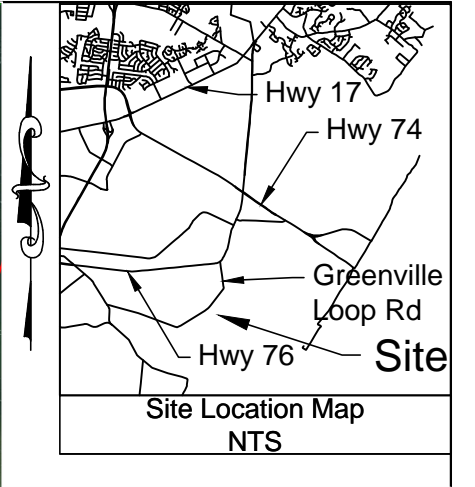 Hwy 17
Hwy 74
Greenville
Loop Rd
Site
Hwy 76
Site Location Map
NTS